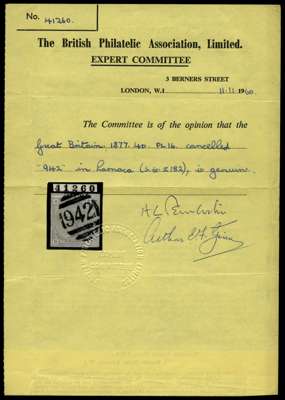 No. 41260.
The British Philatelic Association, Limited.
EXPERT COMMITTEE
3 BERNERS STREET
LONDON, W.1 11.11.1960
The Committee is of the opinion that the
Great Britain 1877. 4D. Pl. 16. cancelled
"942" in Larnaca (S.G. Z182), is genuine.
41260
942